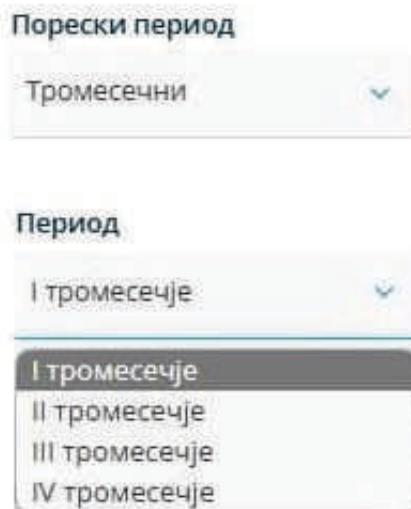 Порески период
Тромесечни
Период
I тромесечје
I тромесечје
II тромесечје
III тромесечје
IV тромесечје